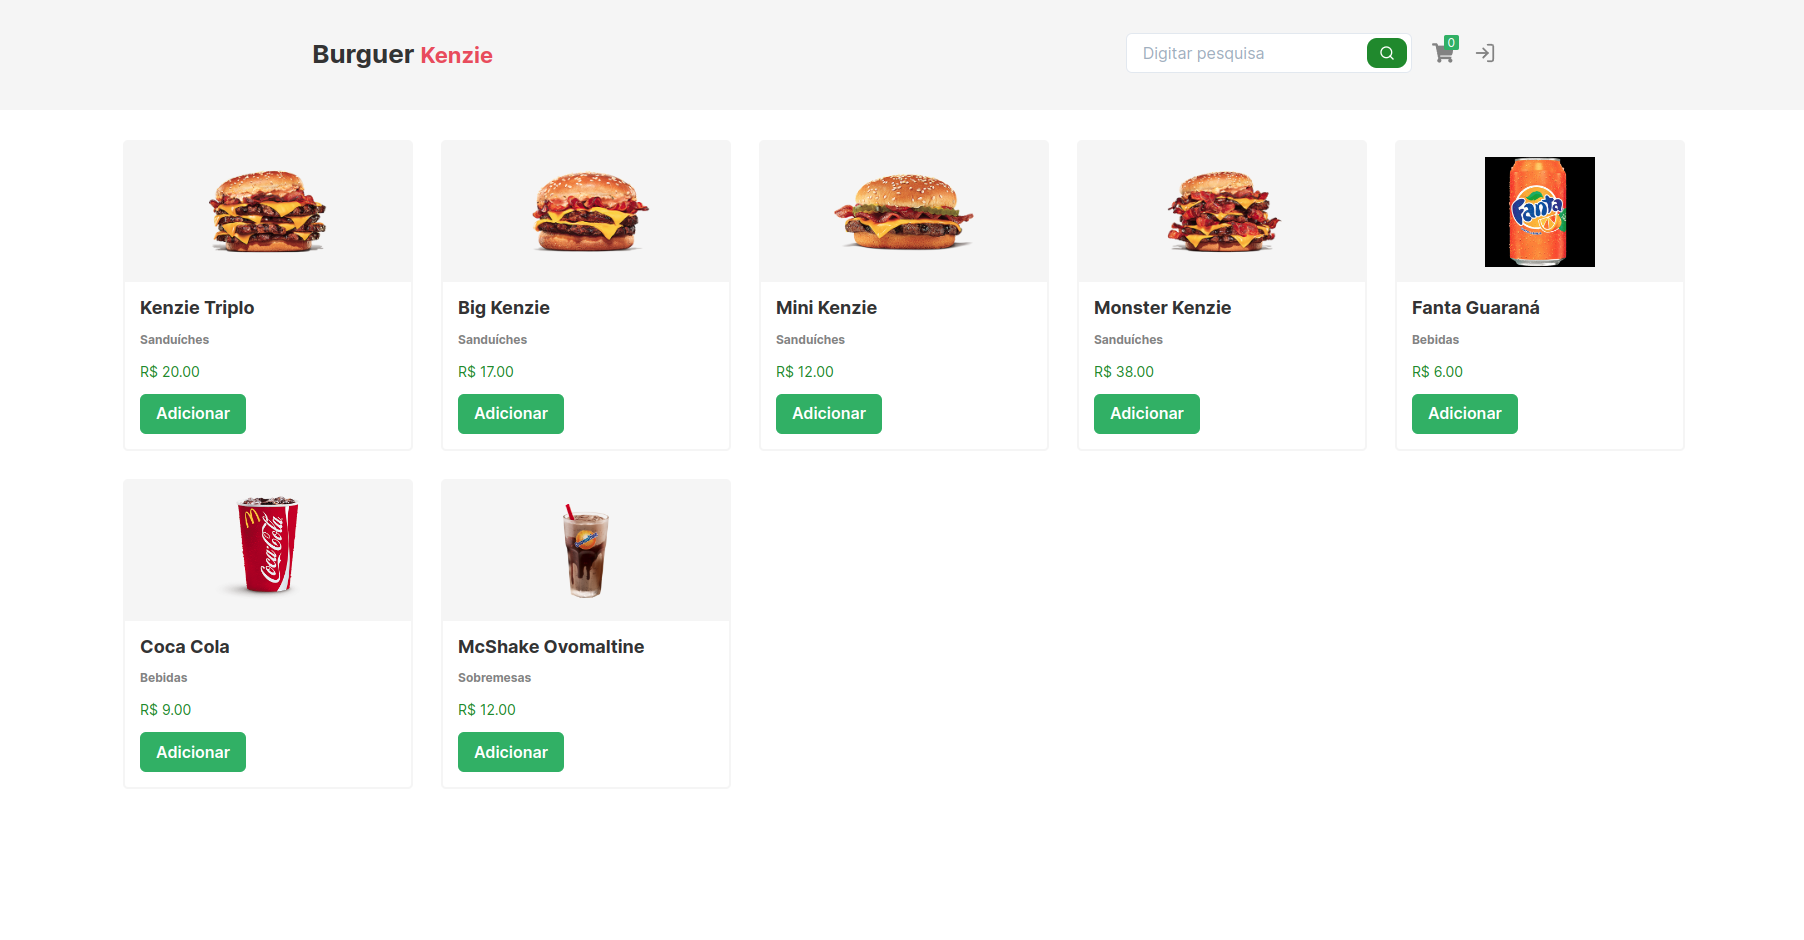 Burguer Kenzie
Digitar pesquisa
0
Kenzie Triplo
Sanduíches
R$ 20.00
Adicionar
Big Kenzie
Sanduíches
R$ 17.00
Adicionar
Mini Kenzie
Sanduíches
R$ 12.00
Adicionar
Monster Kenzie
Sanduíches
R$ 38.00
Adicionar
Fanta
Fanta Guaraná
Bebidas
R$ 6.00
Adicionar
Coca-Cola
Coca Cola
Bebidas
R$ 9.00
Adicionar
McShake Ovomaltine
Sobremesas
R$ 12.00
Adicionar